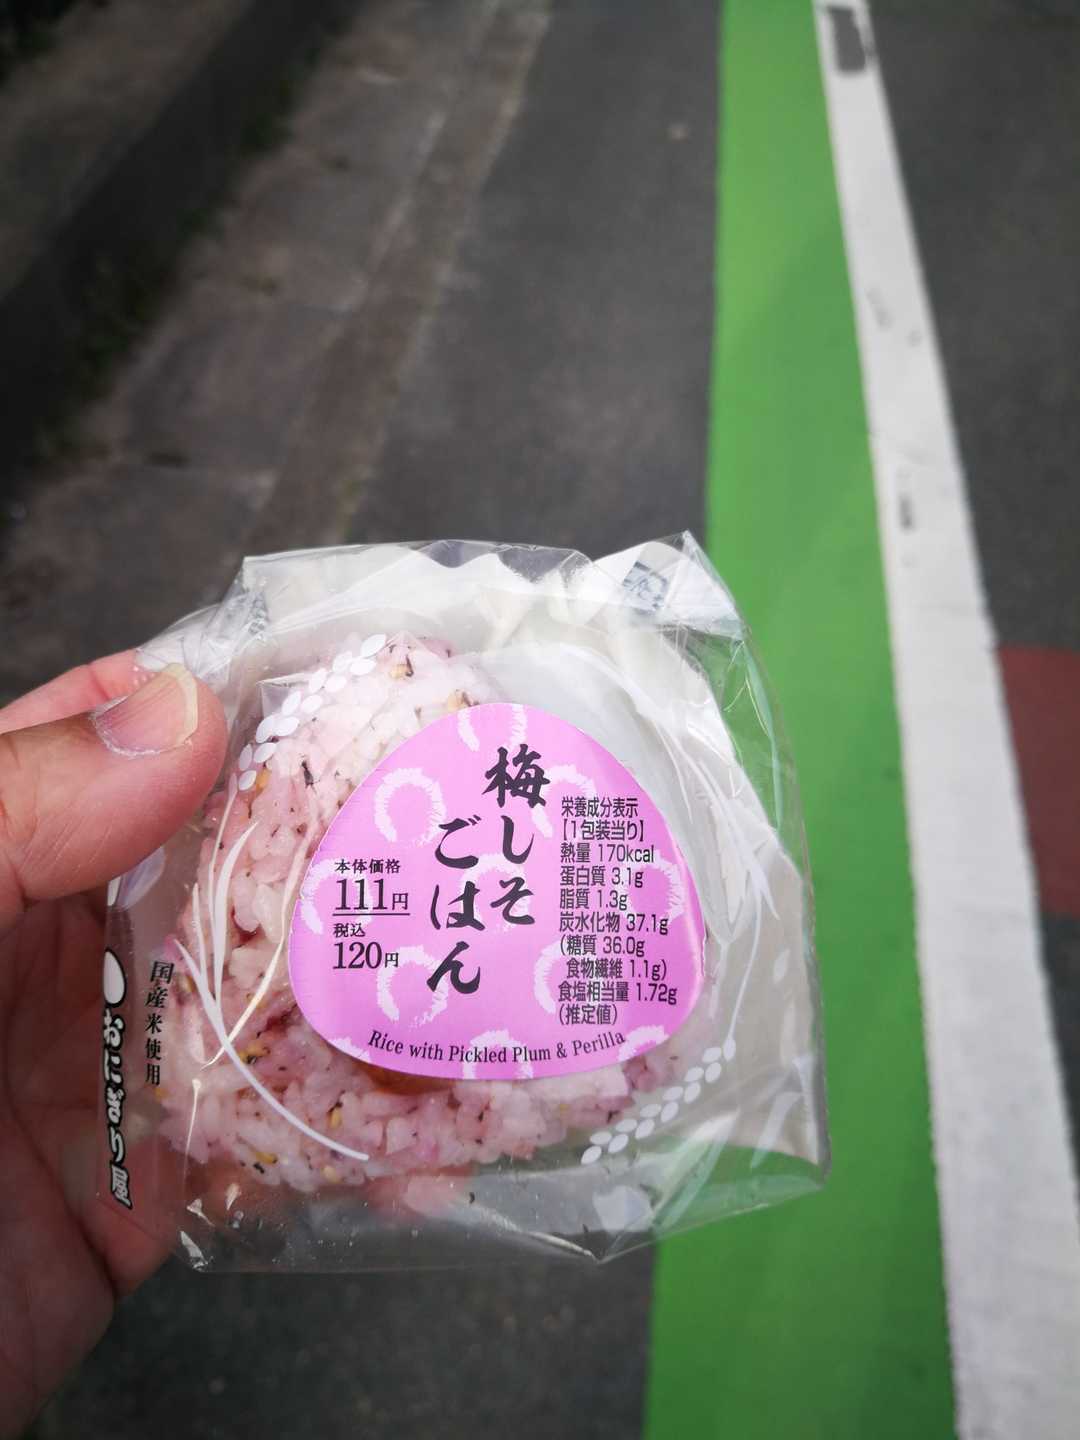 梅しそ
ごはん
本体価格
111円
税込
120円
栄養成分表示
【1包装当り】
熱量 170kcal
蛋白質 3.1g
脂質 1.3g
炭水化物 37.1g
(糖質 36.0g
食物繊維 1.1g)
食塩相当量 1.72g
(推定値)
Rice with Pickled Plum & Perilla
国産米使用
おにぎり屋